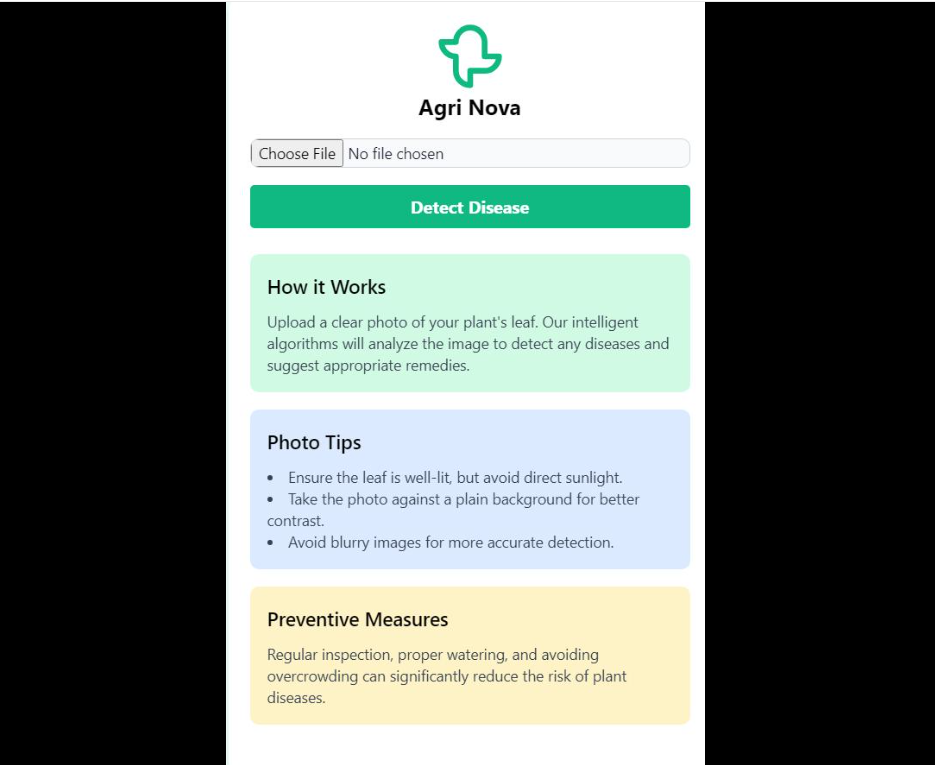 Agri Nova
Choose File No file chosen
Detect Disease
How it Works
Upload a clear photo of your plant's leaf. Our intelligent
algorithms will analyze the image to detect any diseases and
suggest appropriate remedies.
Photo Tips
• Ensure the leaf is well-lit, but avoid direct sunlight.
• Take the photo against a plain background for better
contrast.
• Avoid blurry images for more accurate detection.
Preventive Measures
Regular inspection, proper watering, and avoiding
overcrowding can significantly reduce the risk of plant
diseases.